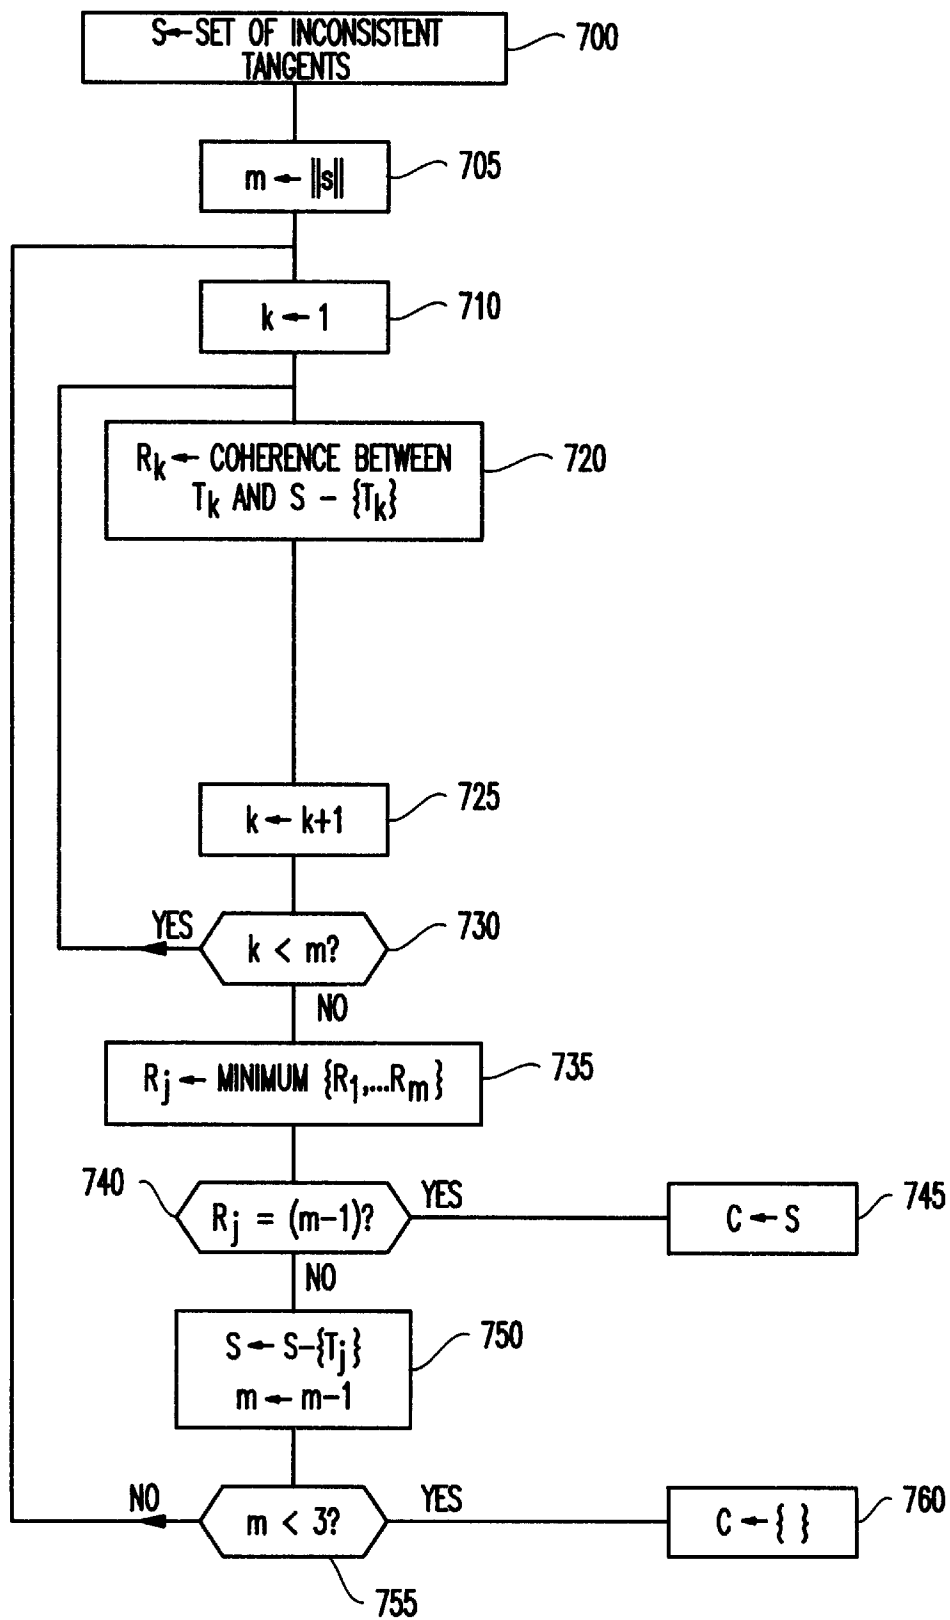 S←SET OF INCONSISTENT
TANGENTS
700
m ← ||s||
705
k ← 1
710
Rk ← COHERENCE BETWEEN
Tk AND S − {Tk}
720
k ← k+1
725
YES
k < m?
730
NO
Rj ← MINIMUM {R1,...Rm}
735
740
Rj = (m−1)?
YES
C ← S
745
NO
S ← S−{Tj}
m ← m−1
750
NO
m < 3?
YES
C ← { }
760
755